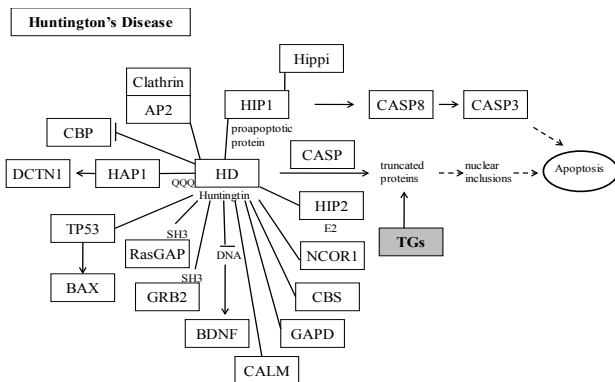 Huntington's Disease
Hippi
Clathrin
AP2
HIP1
CASP8
CASP3
proapoptotic
protein
CBP
CASP
DCTN1
HAP1
QQQ
HD
truncated
proteins
nuclear
inclusions
Apoptosis
Huntingtin
HIP2
E2
TP53
SH3
RasGAP
DNA
NCOR1
TGs
BAX
SH3
GRB2
CBS
BDNF
GAPD
CALM